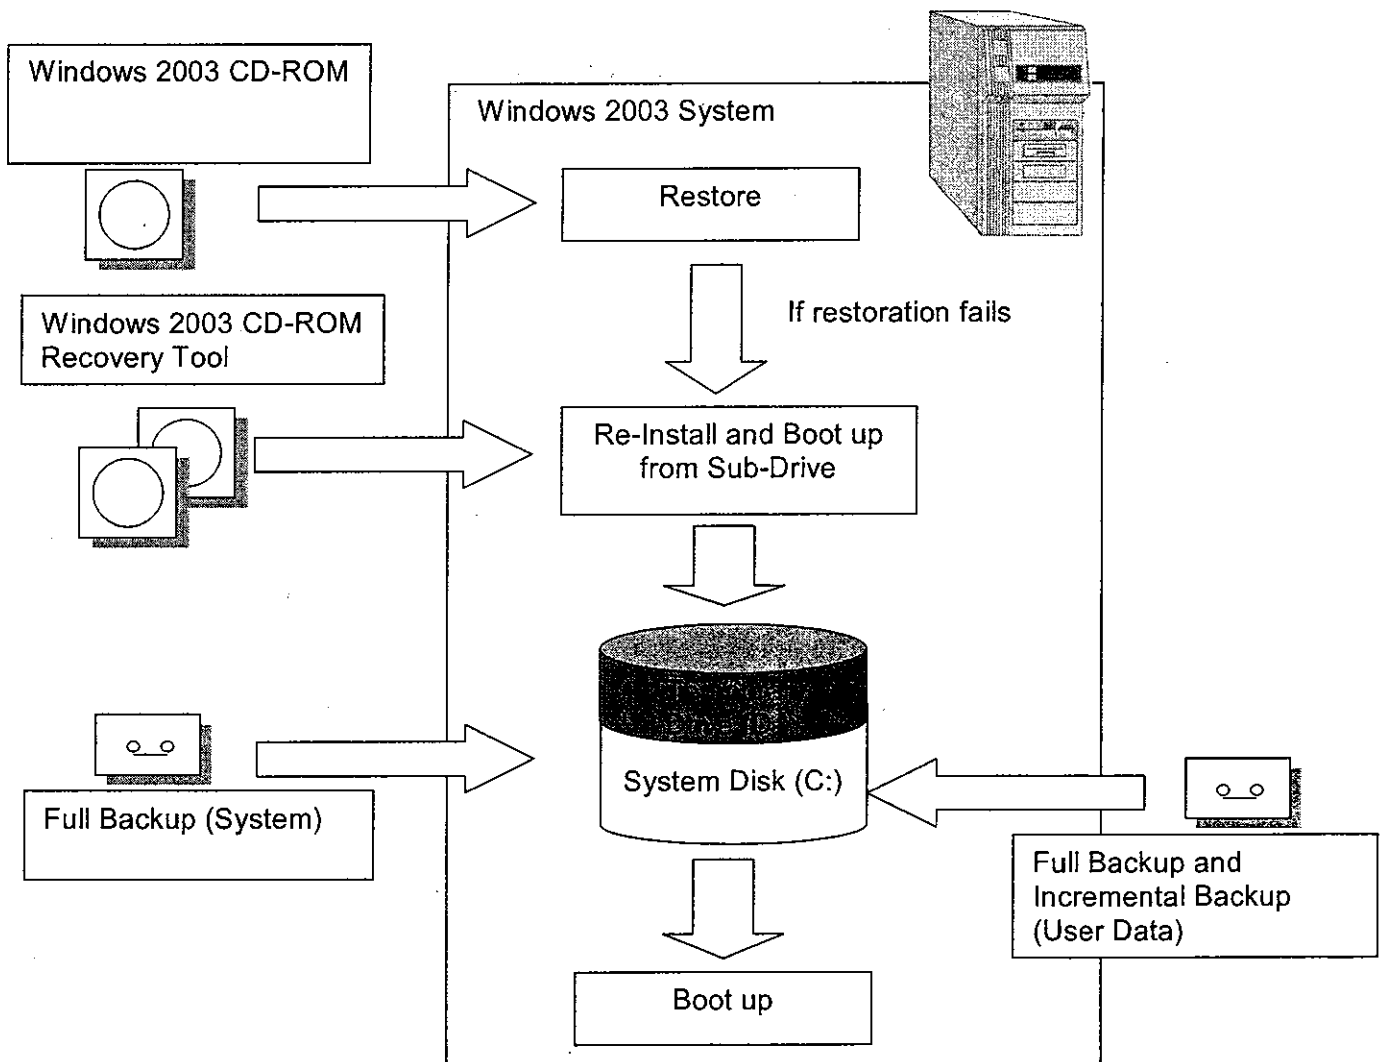 Windows 2003 CD-ROM
Windows 2003 System
Restore
Windows 2003 CD-ROM
Recovery Tool
If restoration fails
Re-Install and Boot up
from Sub-Drive
System Disk (C:)
Full Backup (System)
Full Backup and
Incremental Backup
(User Data)
Boot up